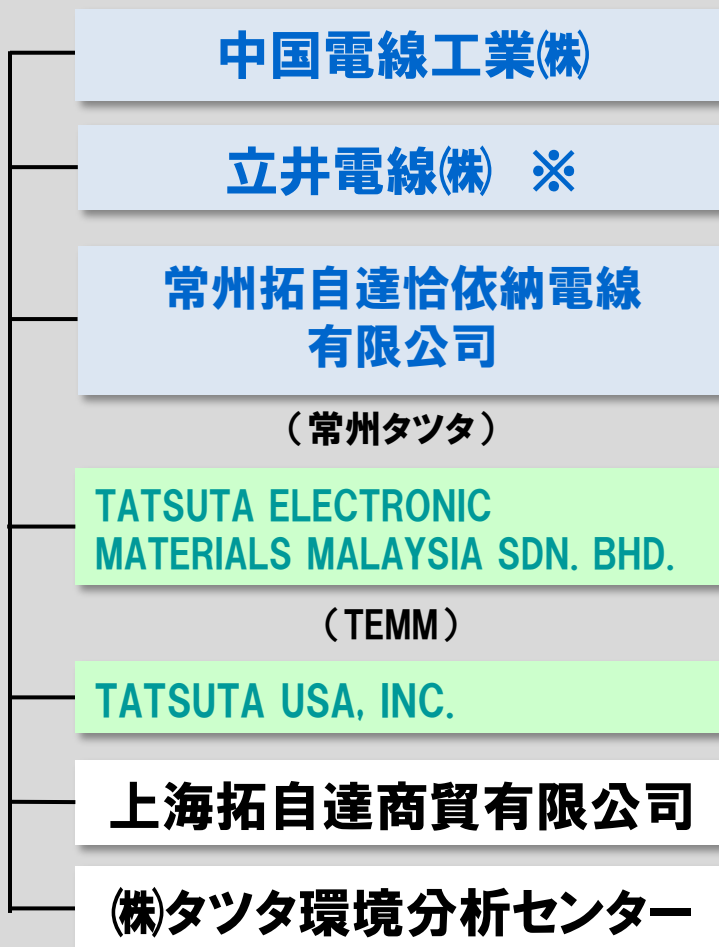 中国電線工業㈱
立井電線㈱ ※
常州拓自達恰依納電線
有限公司
（常州タツタ）
TATSUTA ELECTRONIC
MATERIALS MALAYSIA SDN. BHD.
（TEMM）
TATSUTA USA, INC.
上海拓自達商貿有限公司
㈱タツタ環境分析センター